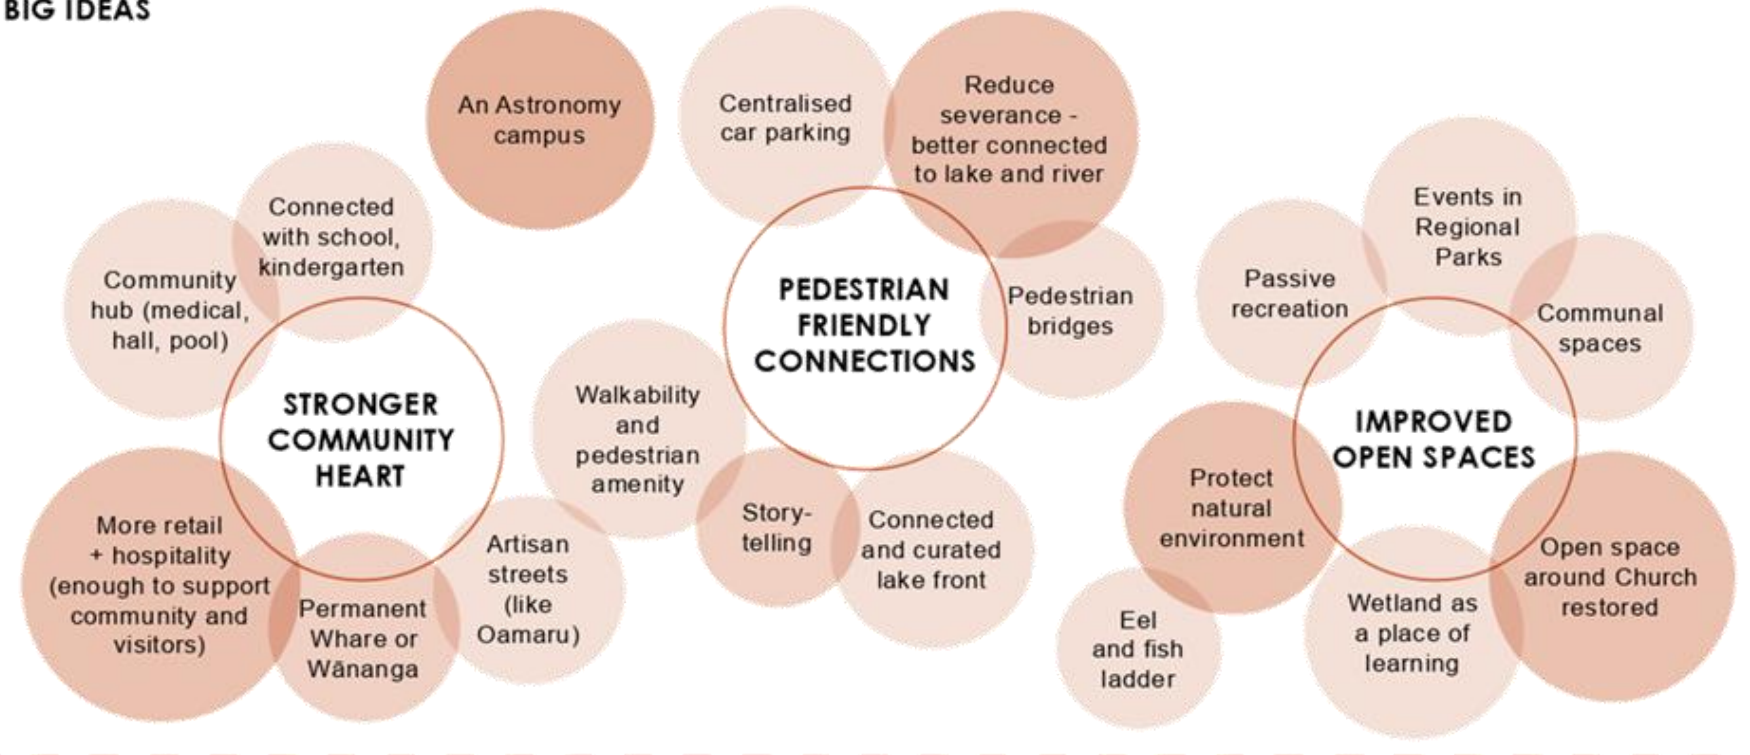 BIG IDEAS
An Astronomy
campus
Centralised
car parking
Reduce
severance -
better connected
to lake and river
Connected
with school,
kindergarten
Community
hub (medical,
hall, pool)
STRONGER
COMMUNITY
HEART
More retail
+ hospitality
(enough to support
community and
visitors)
Permanent
Whare or
Wānanga
Artisan
streets
(like
Oamaru)
PEDESTRIAN
FRIENDLY
CONNECTIONS
Pedestrian
bridges
Walkability
and
pedestrian
amenity
Story-
telling
Connected
and curated
lake front
Events in
Regional
Parks
Passive
recreation
Communal
spaces
IMPROVED
OPEN SPACES
Protect
natural
environment
Eel
and fish
ladder
Wetland as
a place of
learning
Open space
around Church
restored